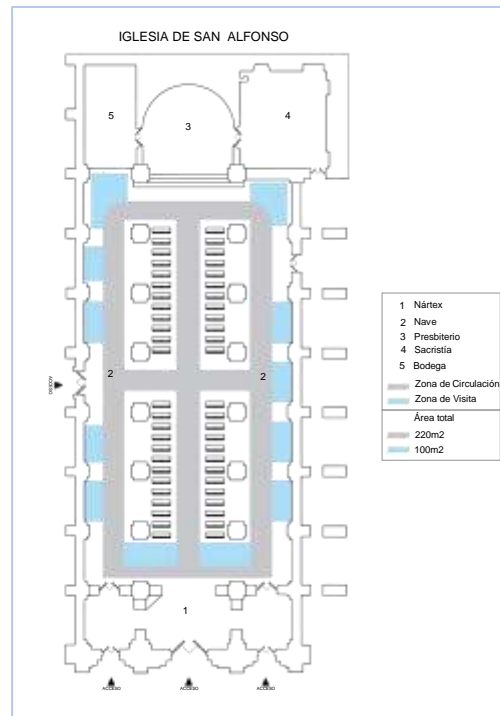 IGLESIA DE SAN ALFONSO
5
3
4
2
2
ACCESO
1
ACCESO
ACCESO
ACCESO
1 Nártex
2 Nave
3 Presbiterio
4 Sacristía
5 Bodega
Zona de Circulación
Zona de Visita
Área total
220m2
100m2